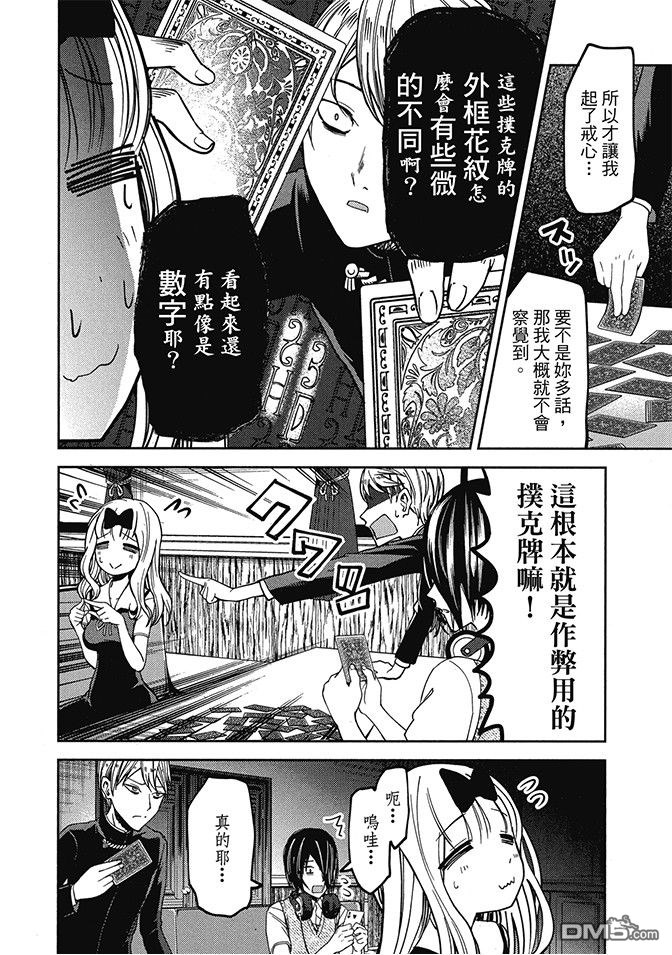 所以才讓我
起了戒心…
要不是妳多話，
那我大概就不會
察覺到。
這些撲克牌的
外框花紋怎
麼會有些微
的不同啊？
看起來還
有點像是
數字耶？
這根本就是作弊用的
撲克牌嘛！
クワッ
呃…
嗚哇…
真的耶…
DM5.com